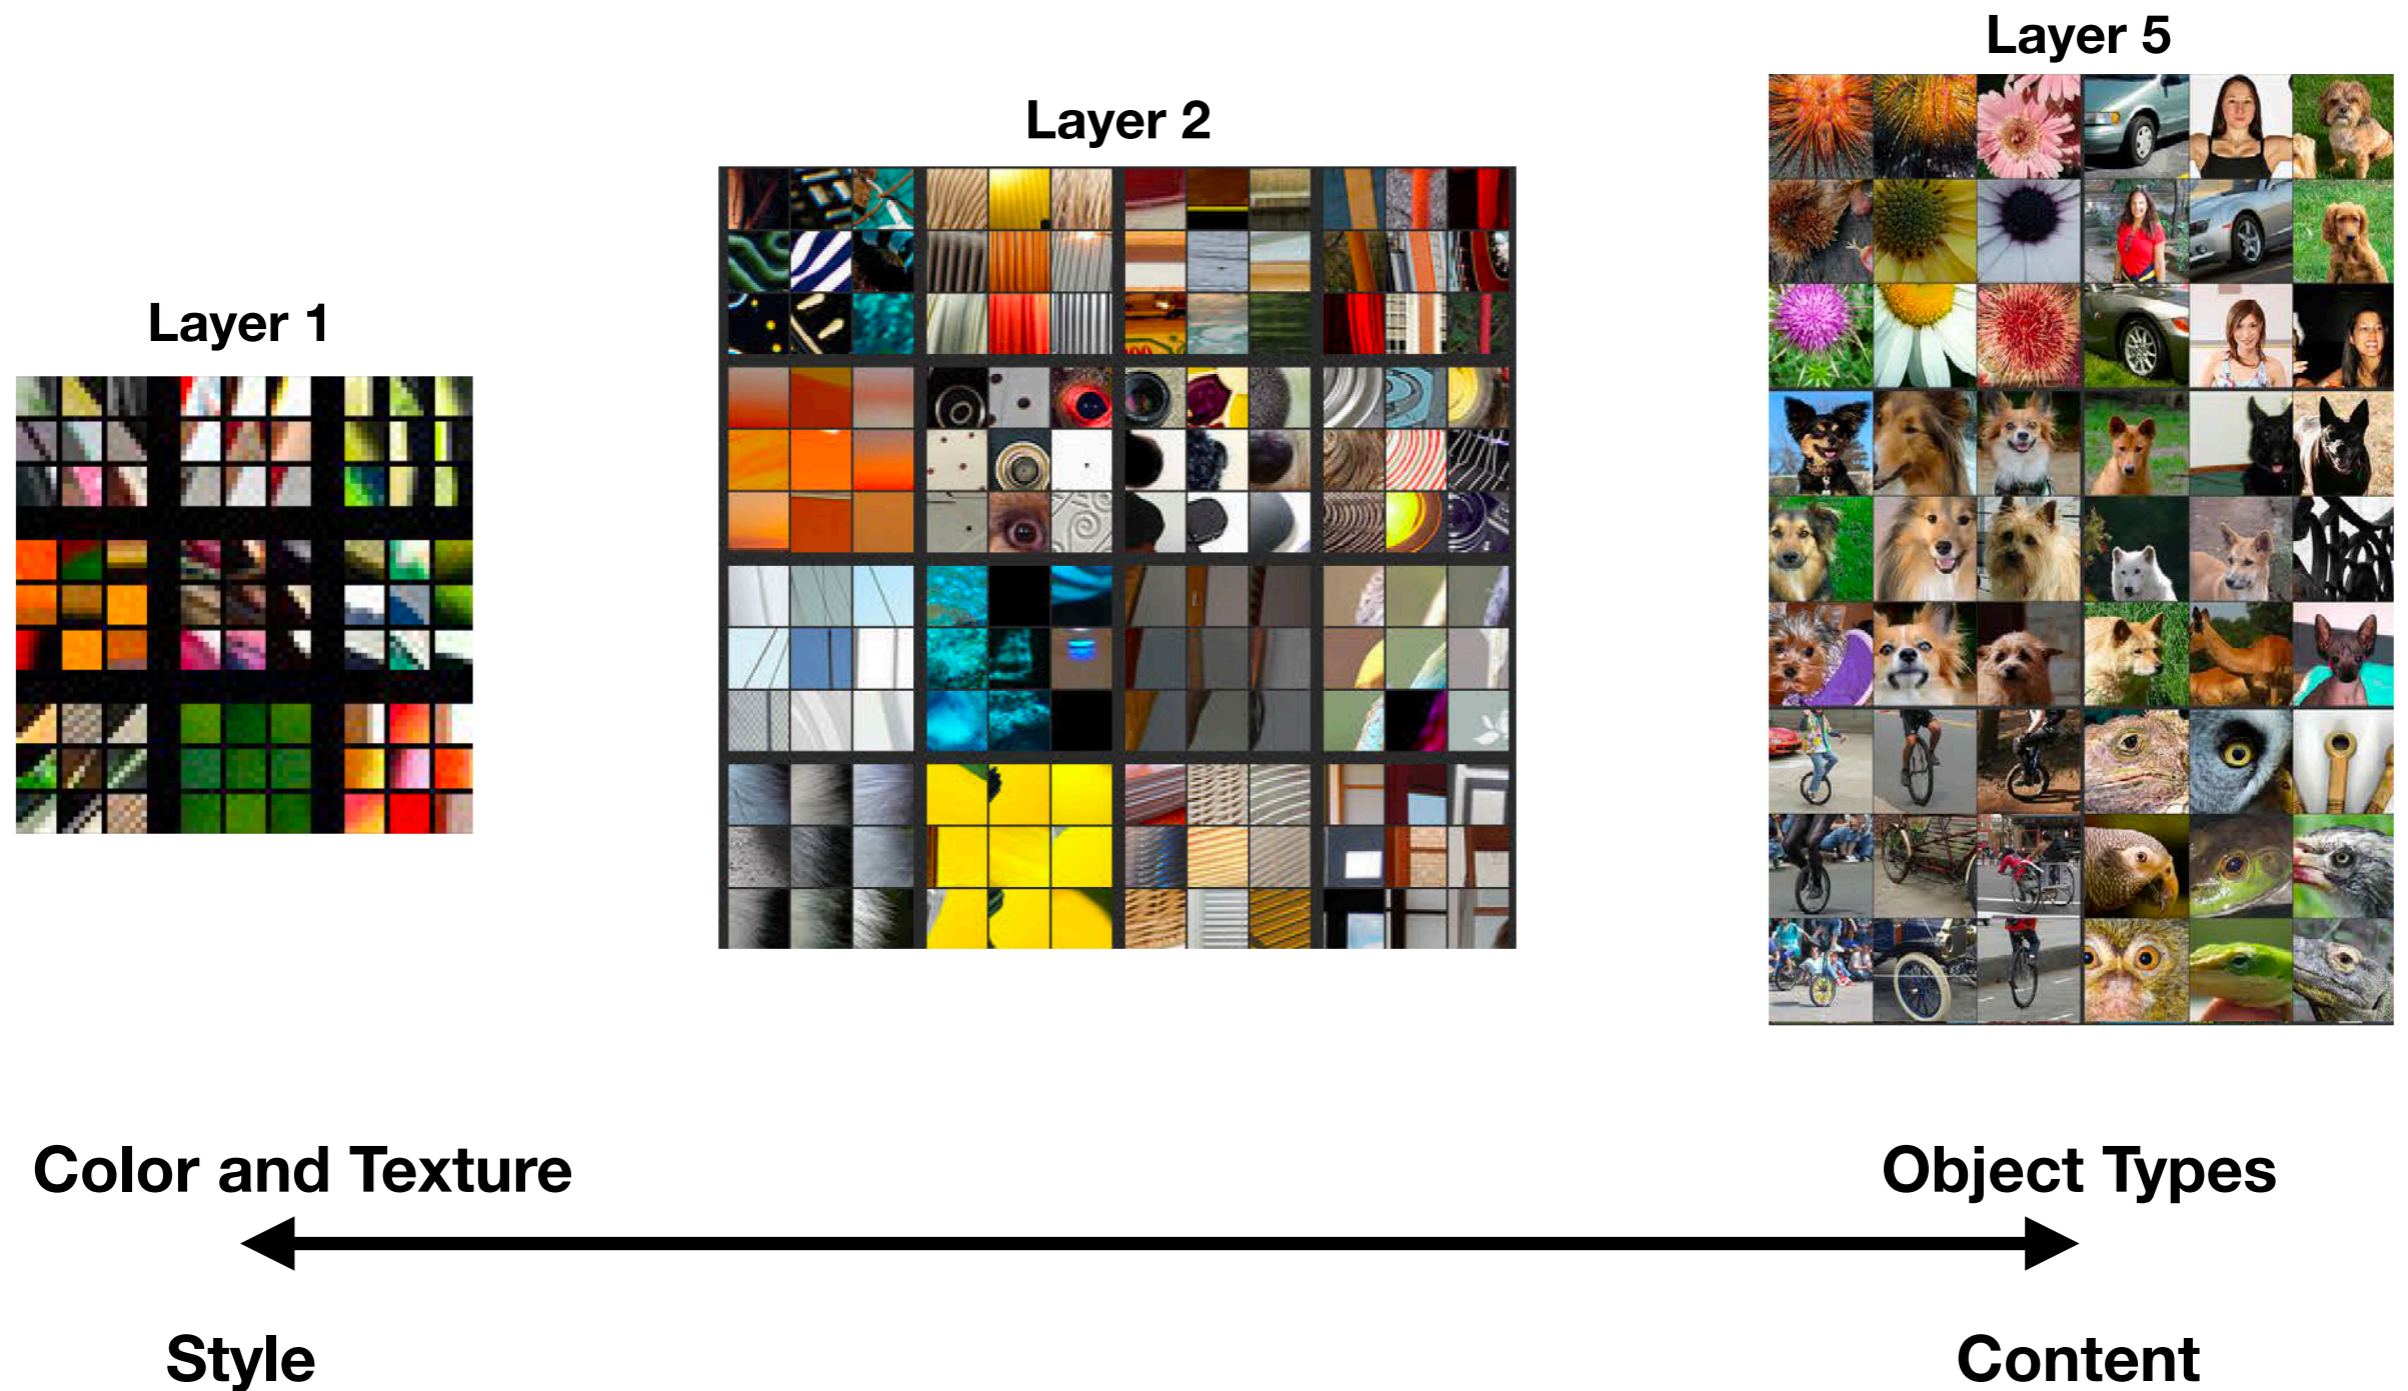 Layer 1
Layer 2
Layer 5
Color and Texture
Object Types
Style
Content